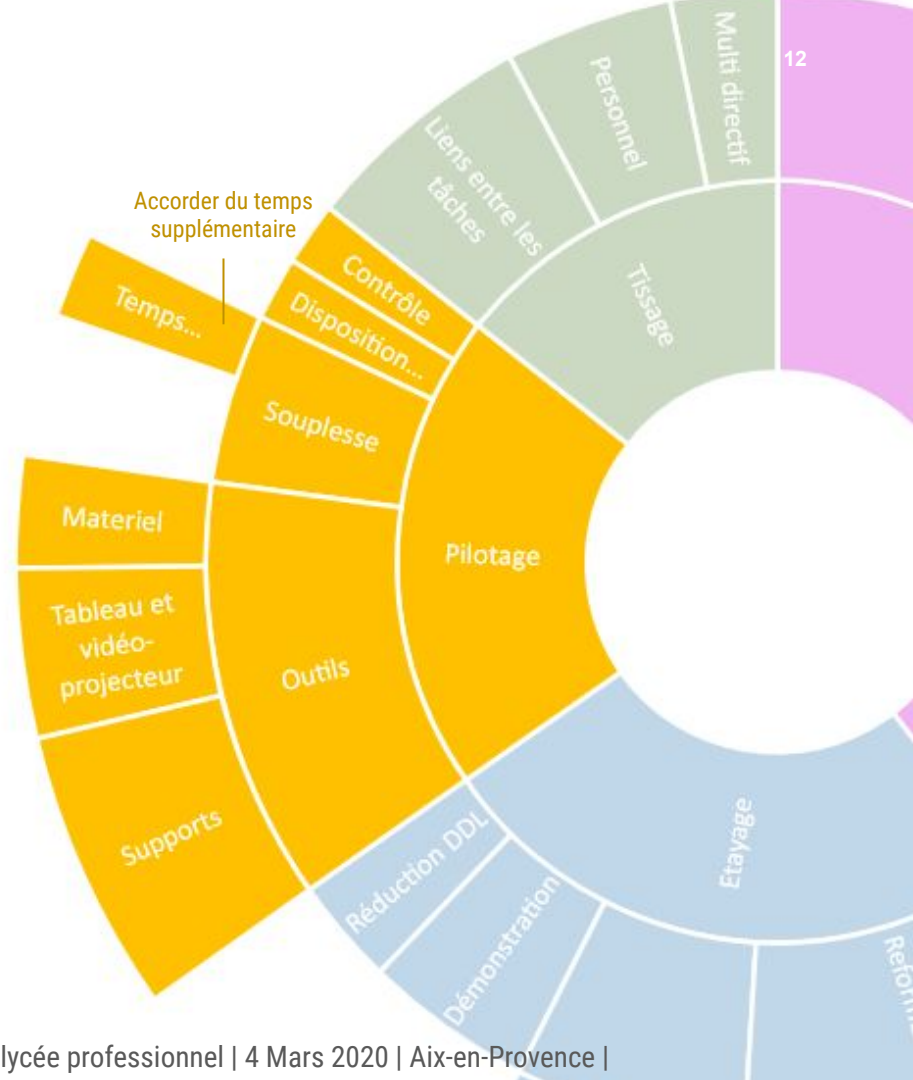 12
Multi directif
Personnel
Liens entre les
tâches
Tissage
Accorder du temps
supplémentaire
Contrôle
Disposition...
Temps...
Souplesse
Materiel
Pilotage
Tableau et
vidéo-
projecteur
Outils
Supports
Etayage
Réduction DDL
Démonstration
lycée professionnel | 4 Mars 2020 | Aix-en-Provence |